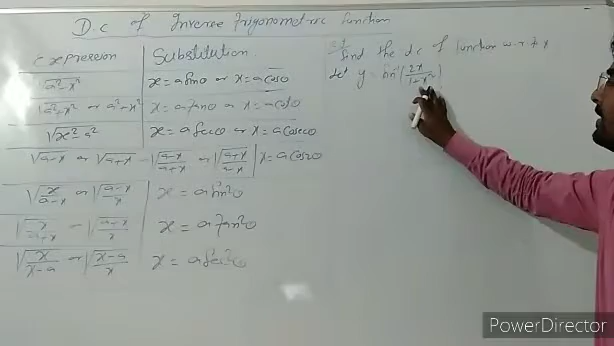 D.C of Inverse Trigonometric function
Expression Substitution
√a²-x² x = a sinθ or x = a cosθ
√a²+x² or a²+x² x = a tanθ or x = a cotθ
√x²-a² x = a secθ or x = a cosecθ
√a-x or √a+x or √(a-x)/(a+x) or √(a+x)/(a-x) x = a cos2θ
√x/(a-x) or √(a-x)/x x = a sin²θ
√x/(a+x) or √(a+x)/x x = a tan²θ
√x/(x-a) or √(x-a)/x x = a sec²θ
find the d.c of function w.r.t x
let y = sin⁻¹(2x/1+x²)
PowerDirector